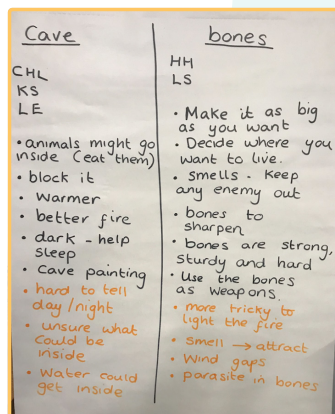 Cave
CHL
KS
LE
• animals might go
inside (eat them)
• block it
• Warmer
• better fire
• dark - help
sleep
• Cave painting
• hard to tell
day/night
• unsure what
could be
inside
• Water could
get inside
bones
HH
LS
• Make it as big
as you want
• Decide where you
want to live.
• smells - keep
any enemy out
• bones to
sharpen
• bones are strong,
sturdy and hard
• Use the bones
as weapons.
• more tricky to
light the fire
• Smell → attract
• Wind gaps
• parasite in bones